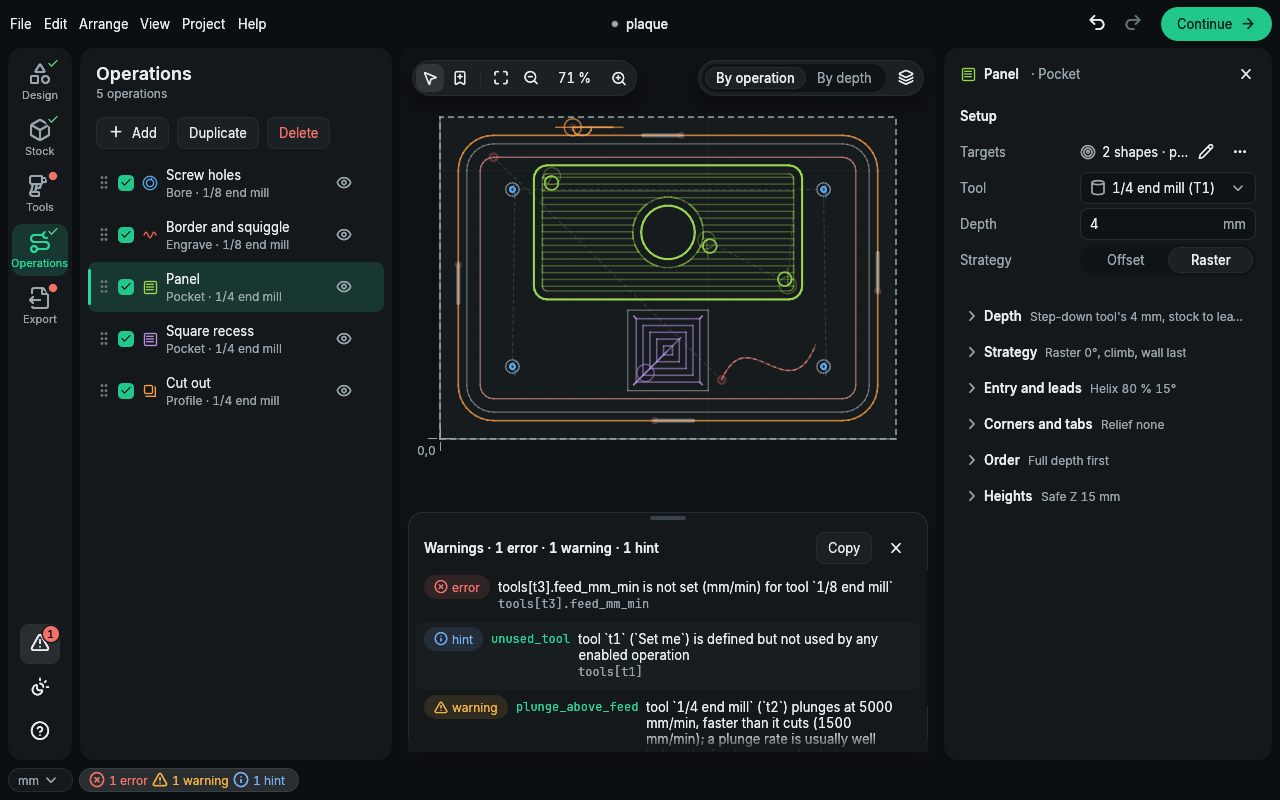 File Edit Arrange View Project Help
plaque
Continue
Design
Stock
Tools
Operations
Export
1
Operations
5 operations
Add
Duplicate
Delete
Screw holes
Bore · 1/8 end mill
Border and squiggle
Engrave · 1/8 end mill
Panel
Pocket · 1/4 end mill
Square recess
Pocket · 1/4 end mill
Cut out
Profile · 1/4 end mill
71 %
By operation
By depth
0,0
Warnings · 1 error · 1 warning · 1 hint
Copy
error
tools[t3].feed_mm_min is not set (mm/min) for tool `1/8 end mill`
tools[t3].feed_mm_min
hint
unused_tool
tool `t1` (`Set me`) is defined but not used by any
enabled operation
tools[t1]
warning
plunge_above_feed
tool `1/4 end mill` (`t2`) plunges at 5000
mm/min, faster than it cuts (1500
mm/min); a plunge rate is usually well
Panel · Pocket
Setup
Targets
2 shapes · p...
Tool
1/4 end mill (T1)
Depth
4
mm
Strategy
Offset
Raster
Depth Step-down tool's 4 mm, stock to lea...
Strategy Raster 0°, climb, wall last
Entry and leads Helix 80 % 15°
Corners and tabs Relief none
Order Full depth first
Heights Safe Z 15 mm
mm
1 error
1 warning
1 hint